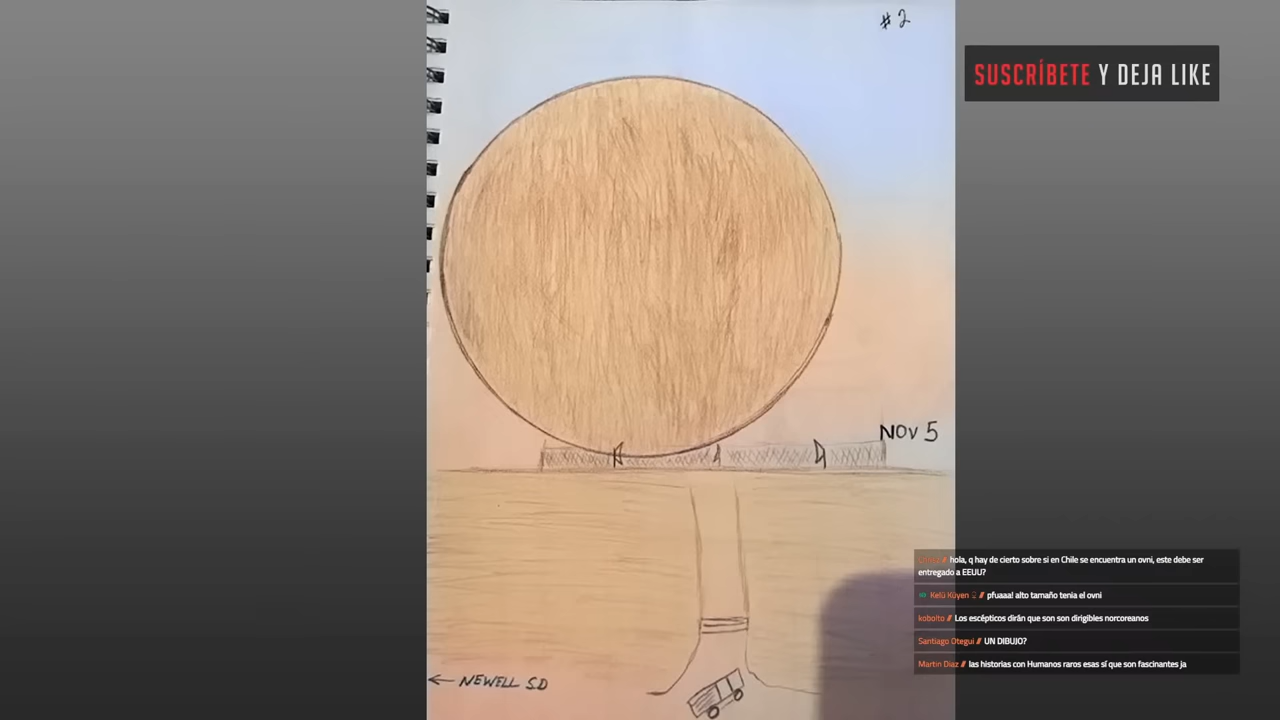 #2
SUSCRÍBETE Y DEJA LIKE
NOV 5
hola, q hay de cierto sobre si en Chile se encuentra un ovni, este debe ser
entregado a EEUU?
Kelü Küyen // pfuaaa! alto tamaño tenia el ovni
kobolto // Los escépticos dirán que son son dirigibles norcoreanos
Santiago Otegui // UN DIBUJO?
Martin Diaz // las historias con Humanos raros esas sí que son fascinantes ja
← NEWELL SD